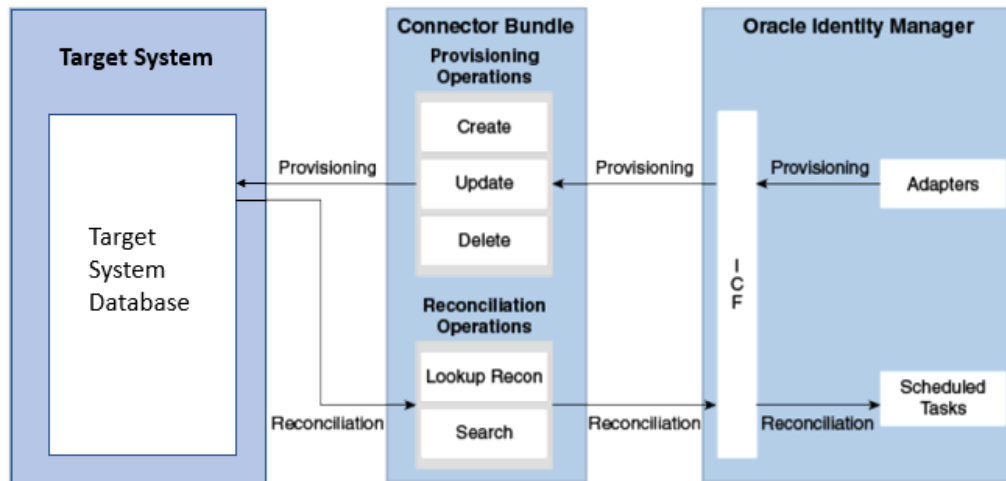 Target System
Target
System
Database
Provisioning
Reconciliation
Connector Bundle
Provisioning
Operations
Create
Update
Delete
Reconciliation
Operations
Lookup Recon
Search
Provisioning
Reconciliation
Oracle Identity Manager
I
C
F
Provisioning
Adapters
Reconciliation
Scheduled
Tasks